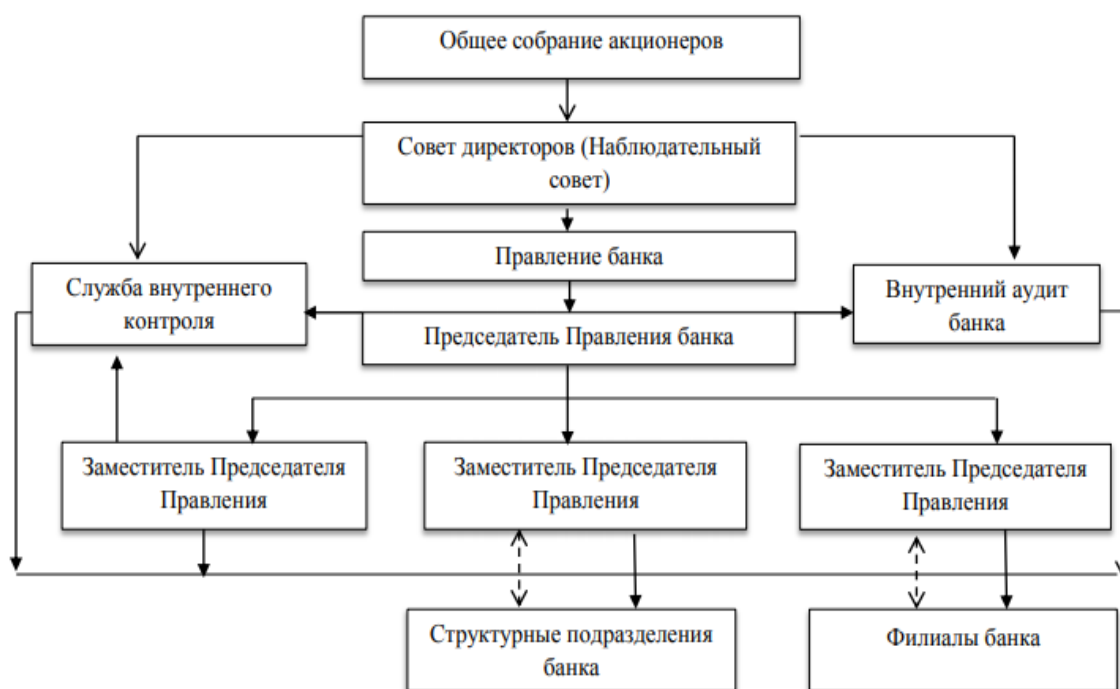 Общее собрание акционеров
Совет директоров (Наблюдательный
совет)
Правление банка
Служба внутреннего
контроля
Внутренний аудит
банка
Председатель Правления банка
Заместитель Председателя
Правления
Заместитель Председателя
Правления
Заместитель Председателя
Правления
Структурные подразделения
банка
Филиалы банка